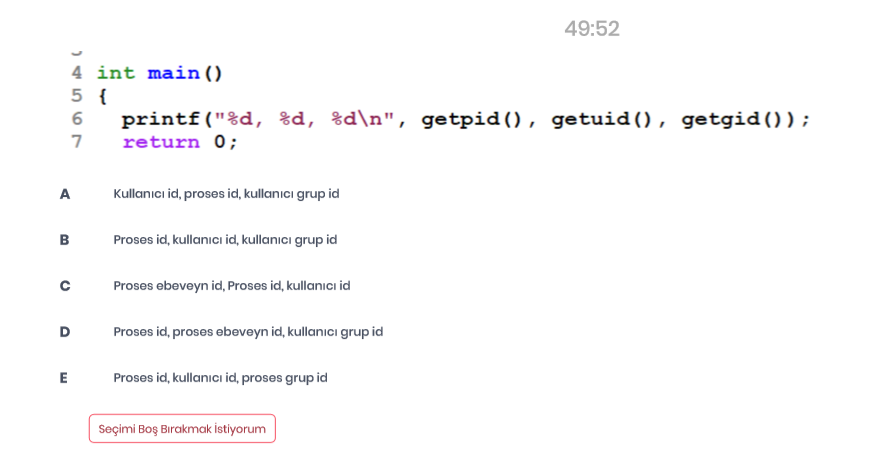 49:52
4 int main()
5 {
6 printf("%d, %d, %d\n", getpid(), getuid(), getgid());
7 return 0;
A Kullanıcı id, proses id, kullanıcı grup id
B Proses id, kullanıcı id, kullanıcı grup id
C Proses ebeveyn id, Proses id, kullanıcı id
D Proses id, proses ebeveyn id, kullanıcı grup id
E Proses id, kullanıcı id, proses grup id
Seçimi Boş Bırakmak İstiyorum